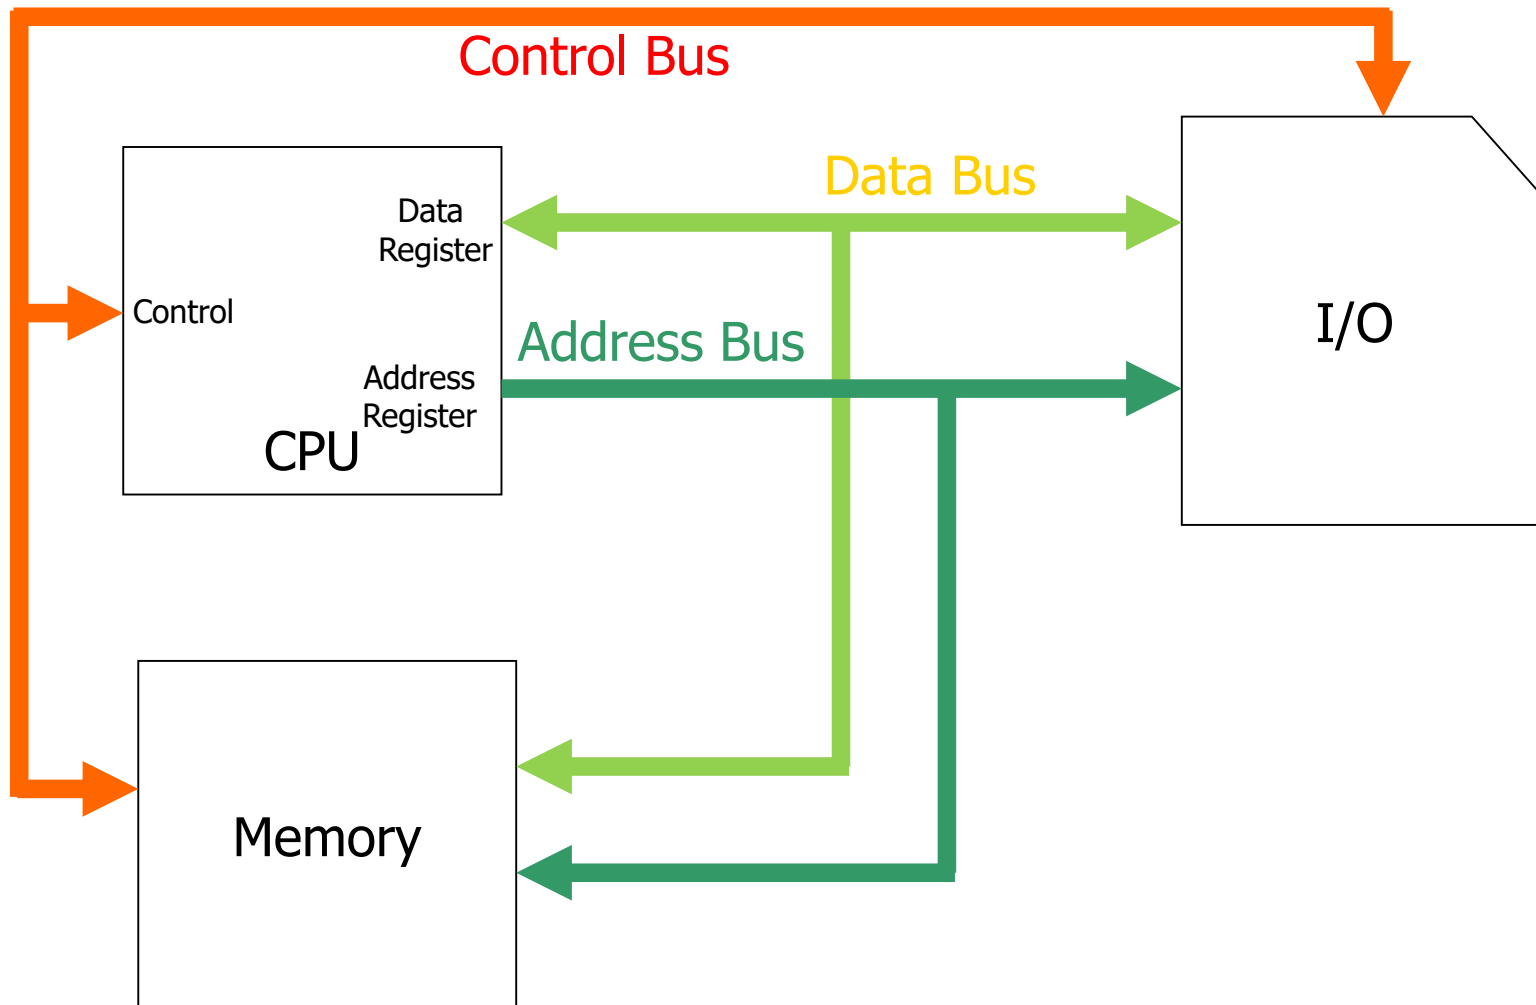 Control Bus
Data Bus
Data
Register
Control
I/O
Address Bus
Address
Register
CPU
Memory